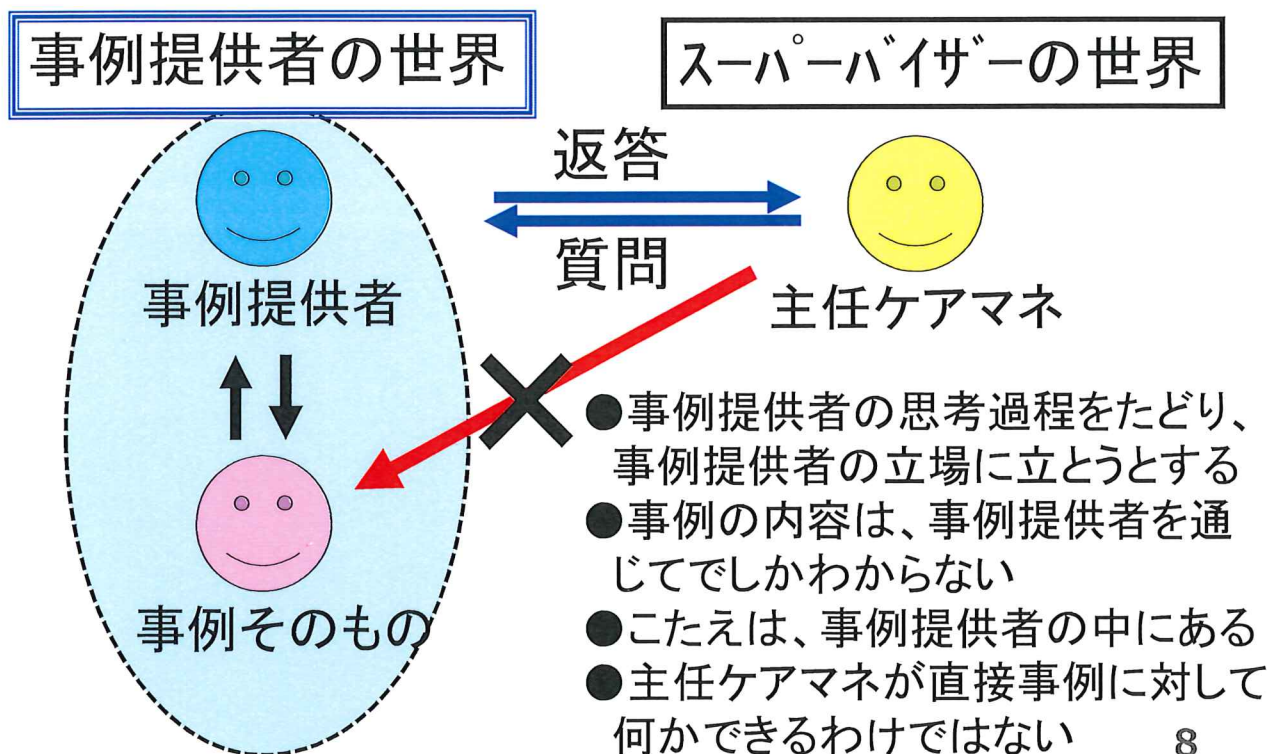 事例提供者の世界
スーパーバイザーの世界
返答
質問
事例提供者
主任ケアマネ
事例そのもの
●事例提供者の思考過程をたどり、
事例提供者の立場に立とうとする
●事例の内容は、事例提供者を通
じてでしかわからない
●こたえは、事例提供者の中にある
●主任ケアマネが直接事例に対して
何かできるわけではない
8